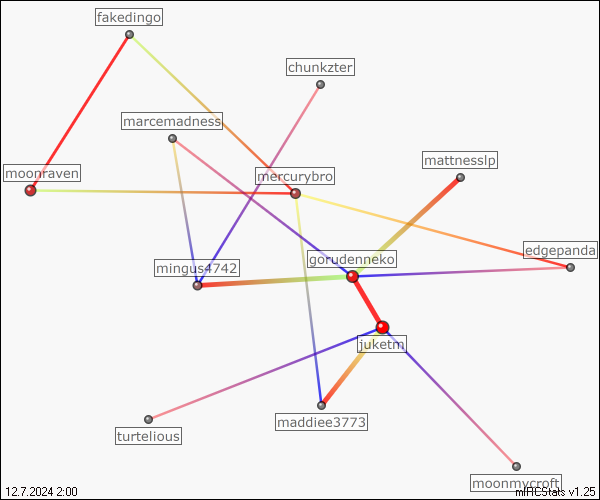 fakedingo
chunkzter
marcemadness
mattnesslp
moonraven
mercurybro
edgepanda
gorudenneko
mingus4742
juketm
maddiee3773
turtelious
moonmycroft
12.7.2024 2:00
mIRCStats v1.25